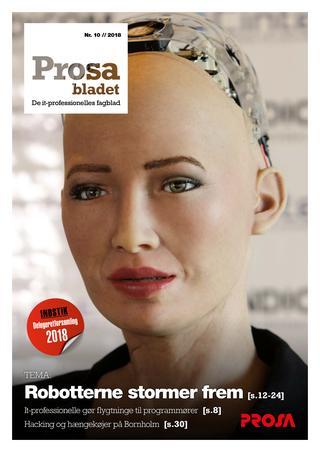 Nr. 10 // 2018
Prosa
bladet
De it-professionelles fagblad
INDSTIK
Delegeretforsamling
2018
TEMA:
Robotterne stormer frem [s.12-24]
It-professionelle gør flygtninge til programmører [s.8]
Hacking og hængekøjer på Bornholm [s.30]
PROSA